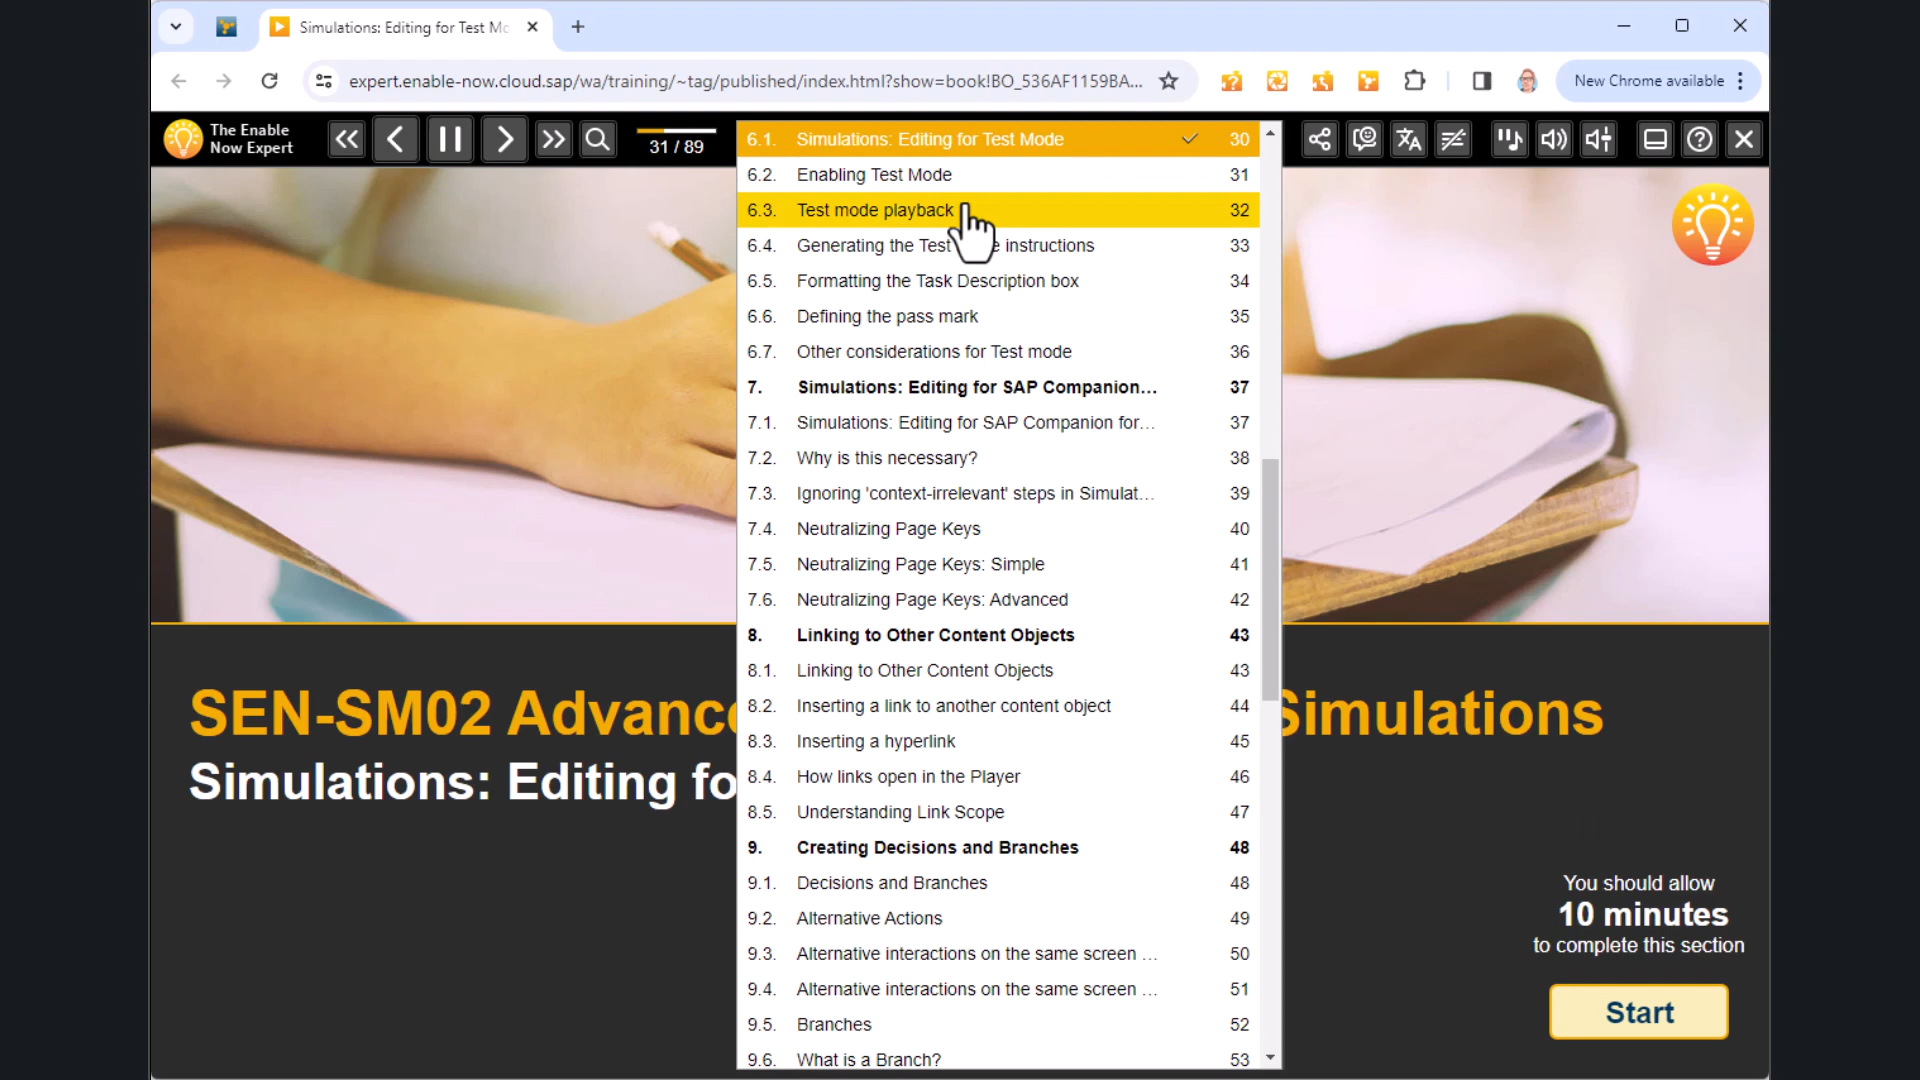 Simulations: Editing for Test Mo
expert.enable-now.cloud.sap/wa/training/~tag/published/index.html?show=book!BO_536AF1159BA...
New Chrome available
The Enable
Now Expert
31 / 89
6.1. Simulations: Editing for Test Mode 30
6.2. Enabling Test Mode 31
6.3. Test mode playback 32
6.4. Generating the Test instructions 33
6.5. Formatting the Task Description box 34
6.6. Defining the pass mark 35
6.7. Other considerations for Test mode 36
7. Simulations: Editing for SAP Companion... 37
7.1. Simulations: Editing for SAP Companion for... 37
7.2. Why is this necessary? 38
7.3. Ignoring 'context-irrelevant' steps in Simulat... 39
7.4. Neutralizing Page Keys 40
7.5. Neutralizing Page Keys: Simple 41
7.6. Neutralizing Page Keys: Advanced 42
8. Linking to Other Content Objects 43
8.1. Linking to Other Content Objects 43
8.2. Inserting a link to another content object 44
8.3. Inserting a hyperlink 45
8.4. How links open in the Player 46
8.5. Understanding Link Scope 47
9. Creating Decisions and Branches 48
9.1. Decisions and Branches 48
9.2. Alternative Actions 49
9.3. Alternative interactions on the same screen ... 50
9.4. Alternative interactions on the same screen ... 51
9.5. Branches 52
9.6. What is a Branch? 53
SEN-SM02 Advanc Simulations
Simulations: Editing fo
You should allow
10 minutes
to complete this section
Start